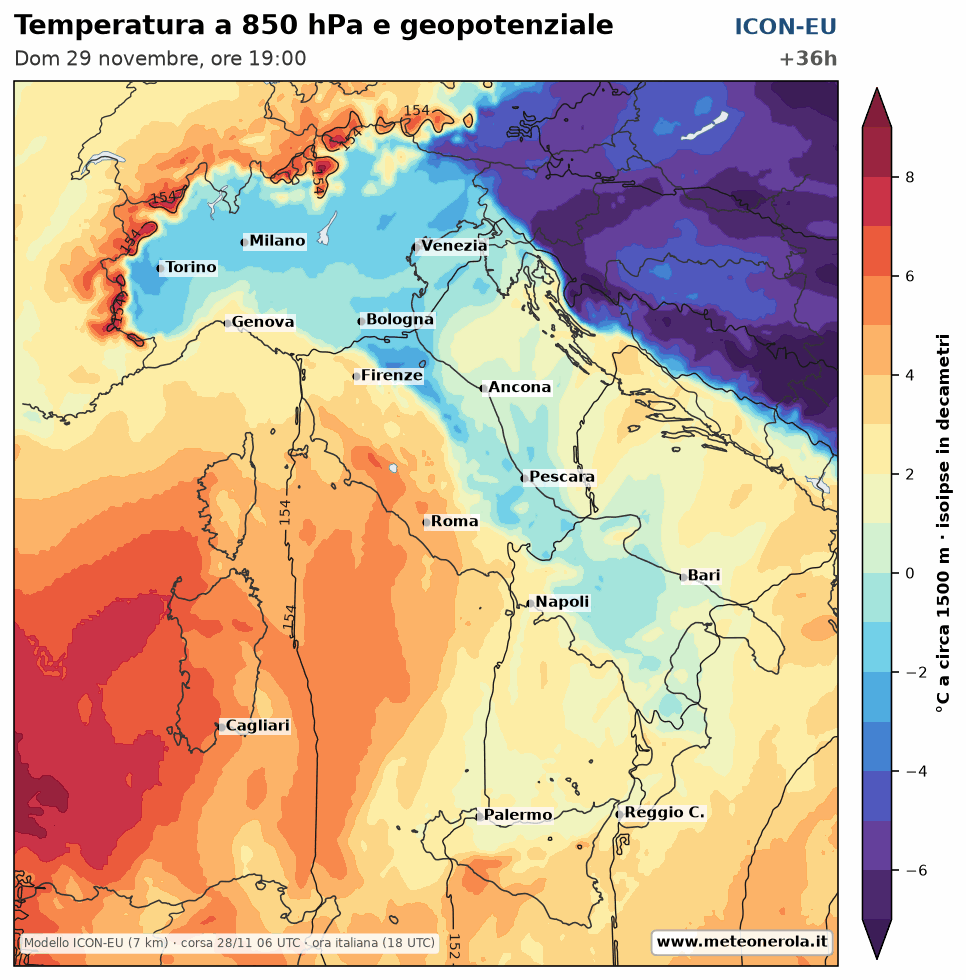 Temperatura a 850 hPa e geopotenziale
ICON-EU
Dom 29 novembre, ore 19:00
+36h
154
154
154
154
154
154
Milano
Venezia
Torino
Genova
Bologna
Firenze
Ancona
Pescara
154
Roma
Bari
Napoli
154
Cagliari
Palermo
Reggio C.
152
Modello ICON-EU (7 km) · corsa 28/11 06 UTC · ora italiana (18 UTC)
www.meteonerola.it
8
6
4
2
0
−2
−4
−6
°C a circa 1500 m · isoipse in decametri